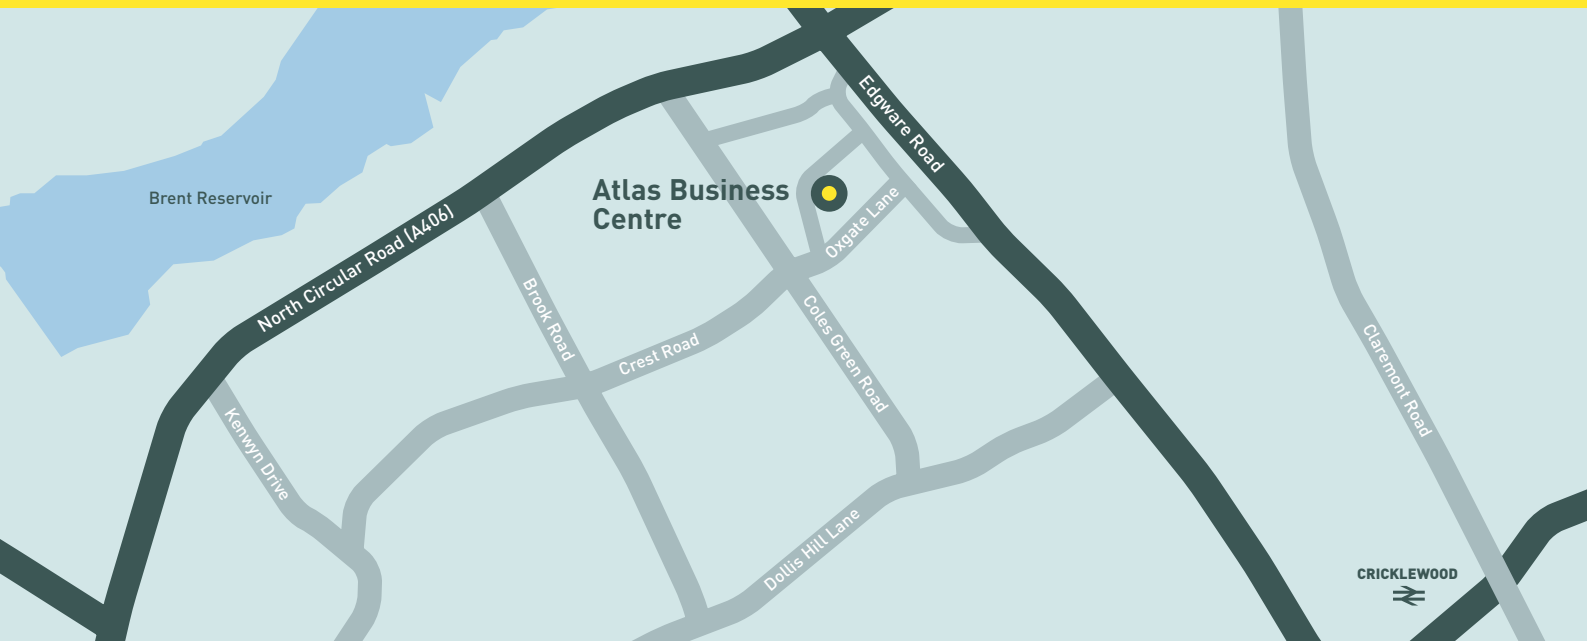 Edgware Road
Brent Reservoir
Atlas Business
Centre
North Circular Road (A406)
Oxgate Lane
Brook Road
Crest Road
Coles Green Road
Claremont Road
Kenwyn Drive
Dollis Hill Lane
CRICKLEWOOD